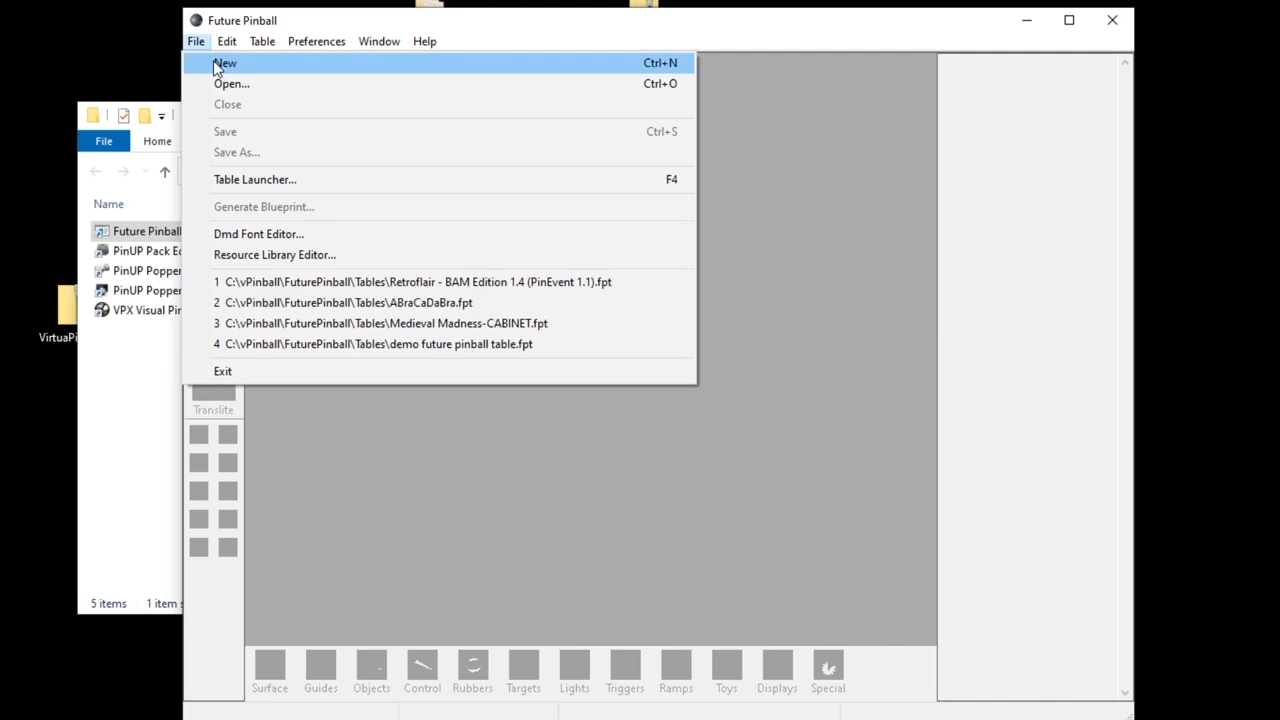 Future Pinball
File Edit Table Preferences Window Help
New Ctrl+N
Open... Ctrl+O
Close
Save Ctrl+S
Save As...
Table Launcher... F4
Generate Blueprint...
Dmd Font Editor...
Resource Library Editor...
1 C:\vPinball\FuturePinball\Tables\Retroflair - BAM Edition 1.4 (PinEvent 1.1).fpt
2 C:\vPinball\FuturePinball\Tables\ABraCaDaBra.fpt
3 C:\vPinball\FuturePinball\Tables\Medieval Madness-CABINET.fpt
4 C:\vPinball\FuturePinball\Tables\demo future pinball table.fpt
Exit
File Home
Name
Future Pinball
PinUP Pack Ed
PinUP Popper
PinUP Popper
VPX Visual Pin
VirtuaPi
5 items 1 item s
Translite
Surface Guides Objects Control Rubbers Targets Lights Triggers Ramps Toys Displays Special